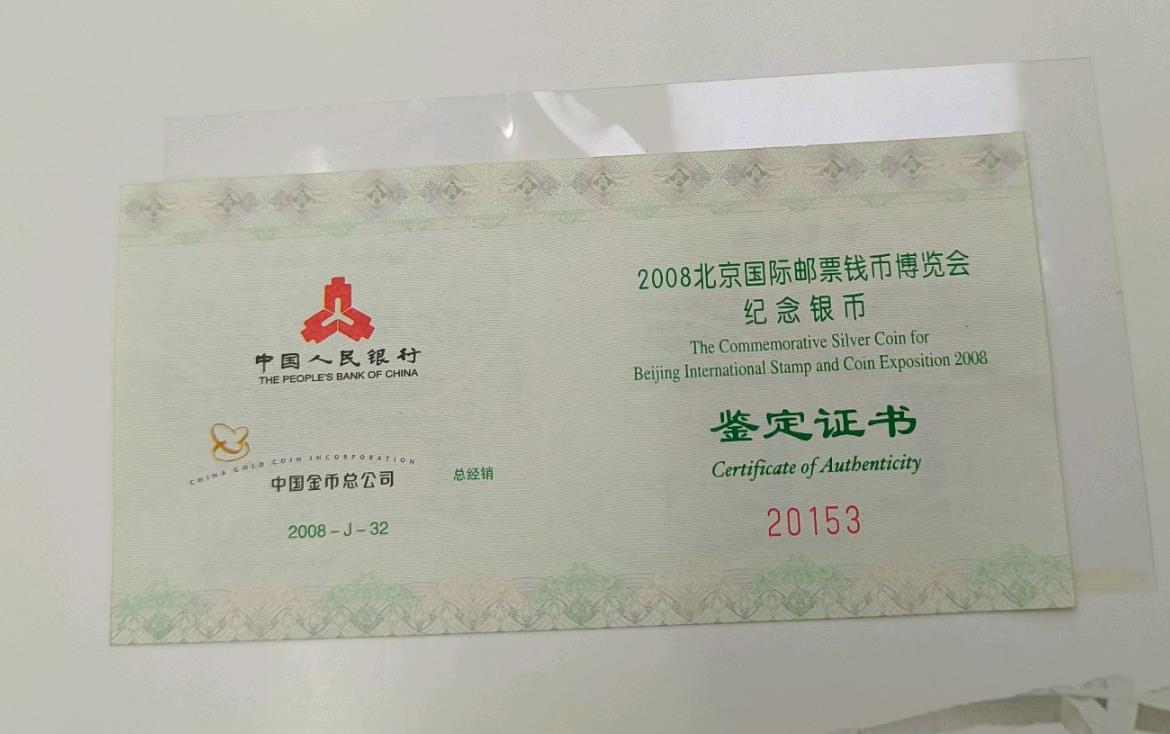 中国人民银行
THE PEOPLE'S BANK OF CHINA
CHINA GOLD COIN INCORPORATION
中国金币总公司 总经销
2008-J-32
2008北京国际邮票钱币博览会
纪念银币
The Commemorative Silver Coin for
Beijing International Stamp and Coin Exposition 2008
鉴定证书
Certificate of Authenticity
20153